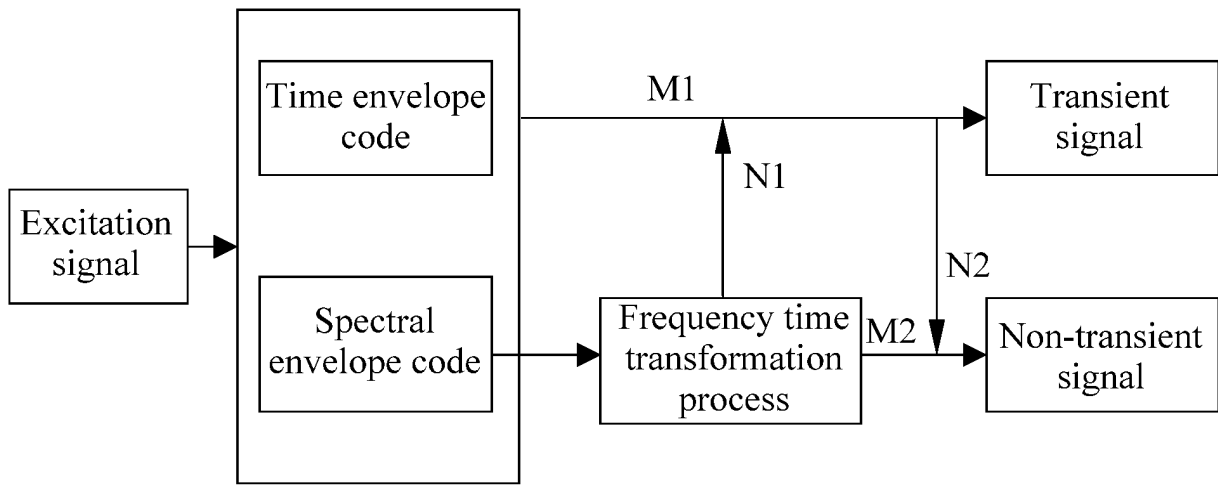 Excitation
signal
Time envelope
code
Spectral
envelope code
M1
N1
Frequency time
transformation
process
M2
N2
Transient
signal
Non-transient
signal